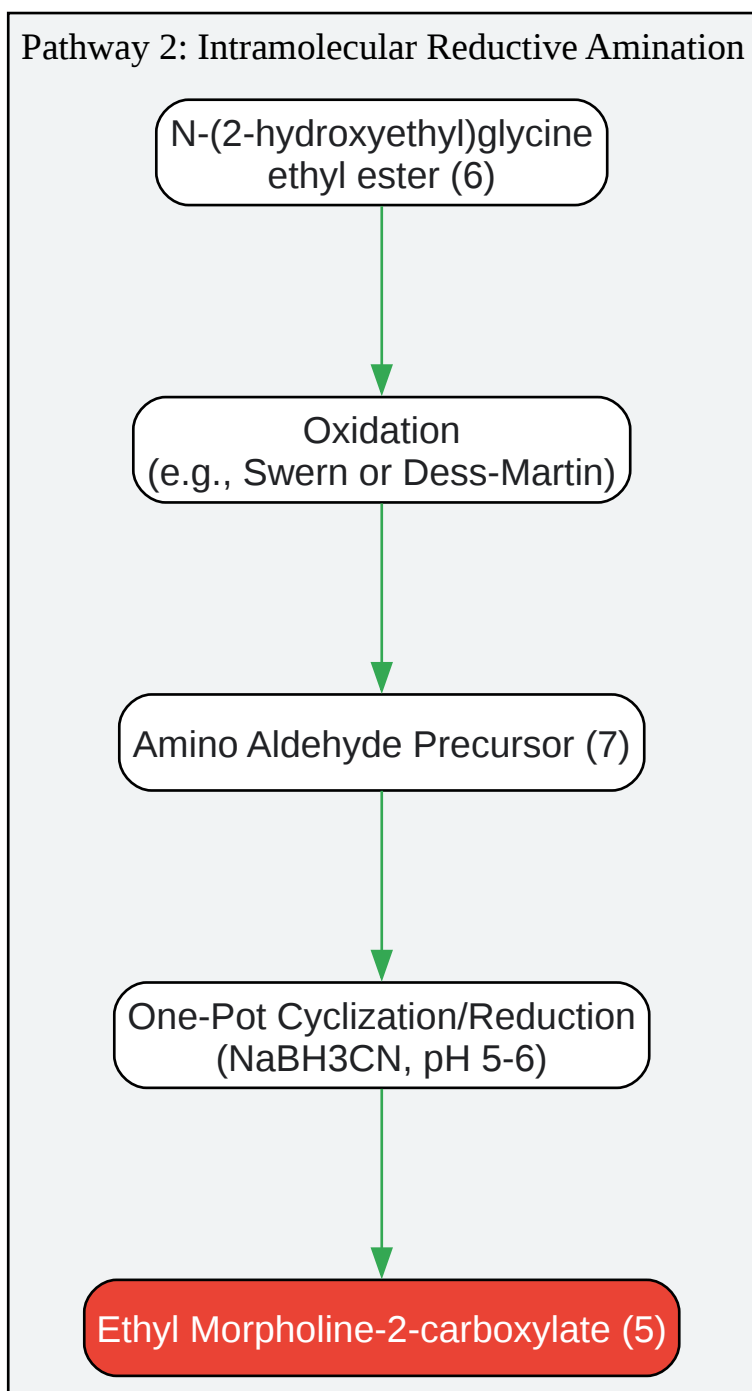 Pathway 2: Intramolecular Reductive Amination
N-(2-hydroxyethyl)glycine
ethyl ester (6)
Oxidation
(e.g., Swern or Dess-Martin)
Amino Aldehyde Precursor (7)
One-Pot Cyclization/Reduction
(NaBH3CN, pH 5-6)
Ethyl Morpholine-2-carboxylate (5)